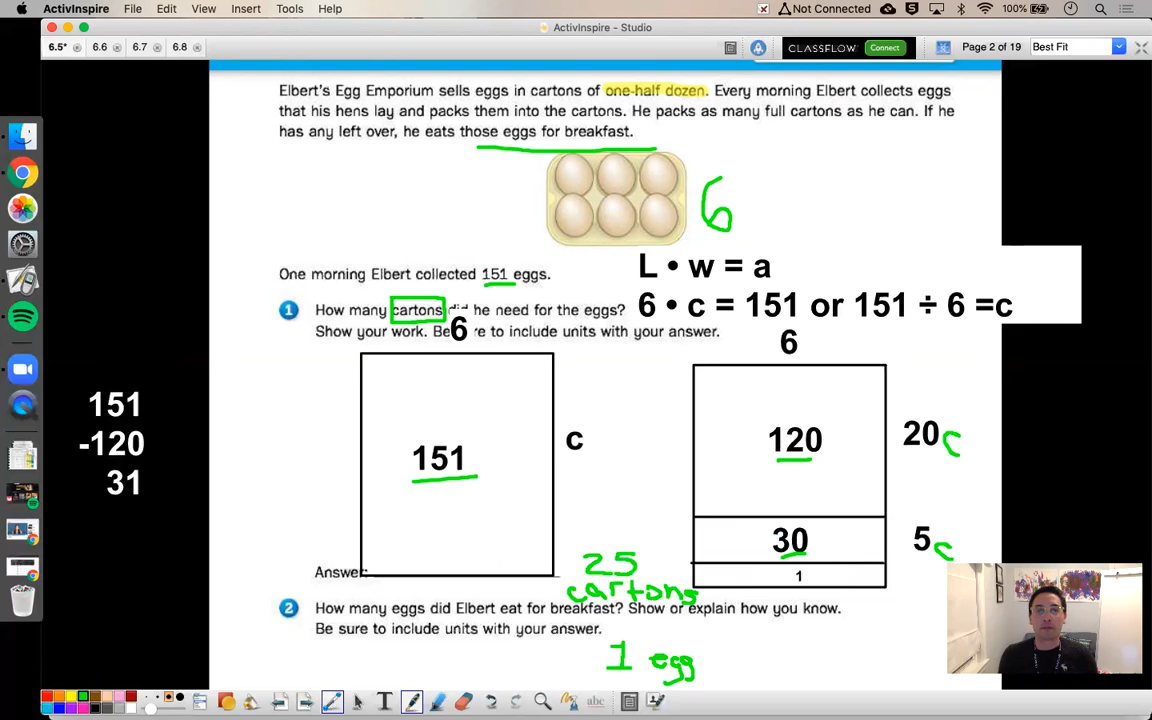 ActivInspire File Edit View Insert Tools Help Not Connected 100%
ActivInspire - Studio
6.5* 6.6 6.7 6.8 CLASSFLOW Connect Page 2 of 19 Best Fit
Elbert's Egg Emporium sells eggs in cartons of one-half dozen. Every morning Elbert collects eggs
that his hens lay and packs them into the cartons. He packs as many full cartons as he can. If he
has any left over, he eats those eggs for breakfast.
6
One morning Elbert collected 151 eggs.
L • w = a
1 How many cartons did he need for the eggs?
6 • c = 151 or 151 ÷ 6 =c
Show your work. Be sure to include units with your answer.
6
6
151
-120
31
151
c
120
20 c
30
5 c
1
Answer:
25
cartons
2 How many eggs did Elbert eat for breakfast? Show or explain how you know.
Be sure to include units with your answer.
1 egg
T abc